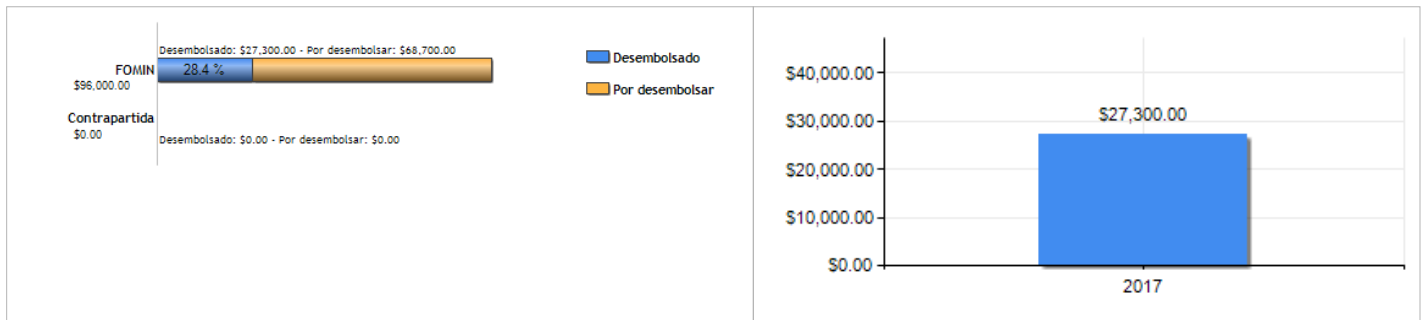 Desembolsado: $27,300.00 - Por desembolsar: $68,700.00
FOMIN
28.4 %
$96,000.00
Contrapartida
$0.00
Desembolsado: $0.00 - Por desembolsar: $0.00
Desembolsado
Por desembolsar
$40,000.00
$30,000.00
$20,000.00
$10,000.00
$0.00
$27,300.00
2017